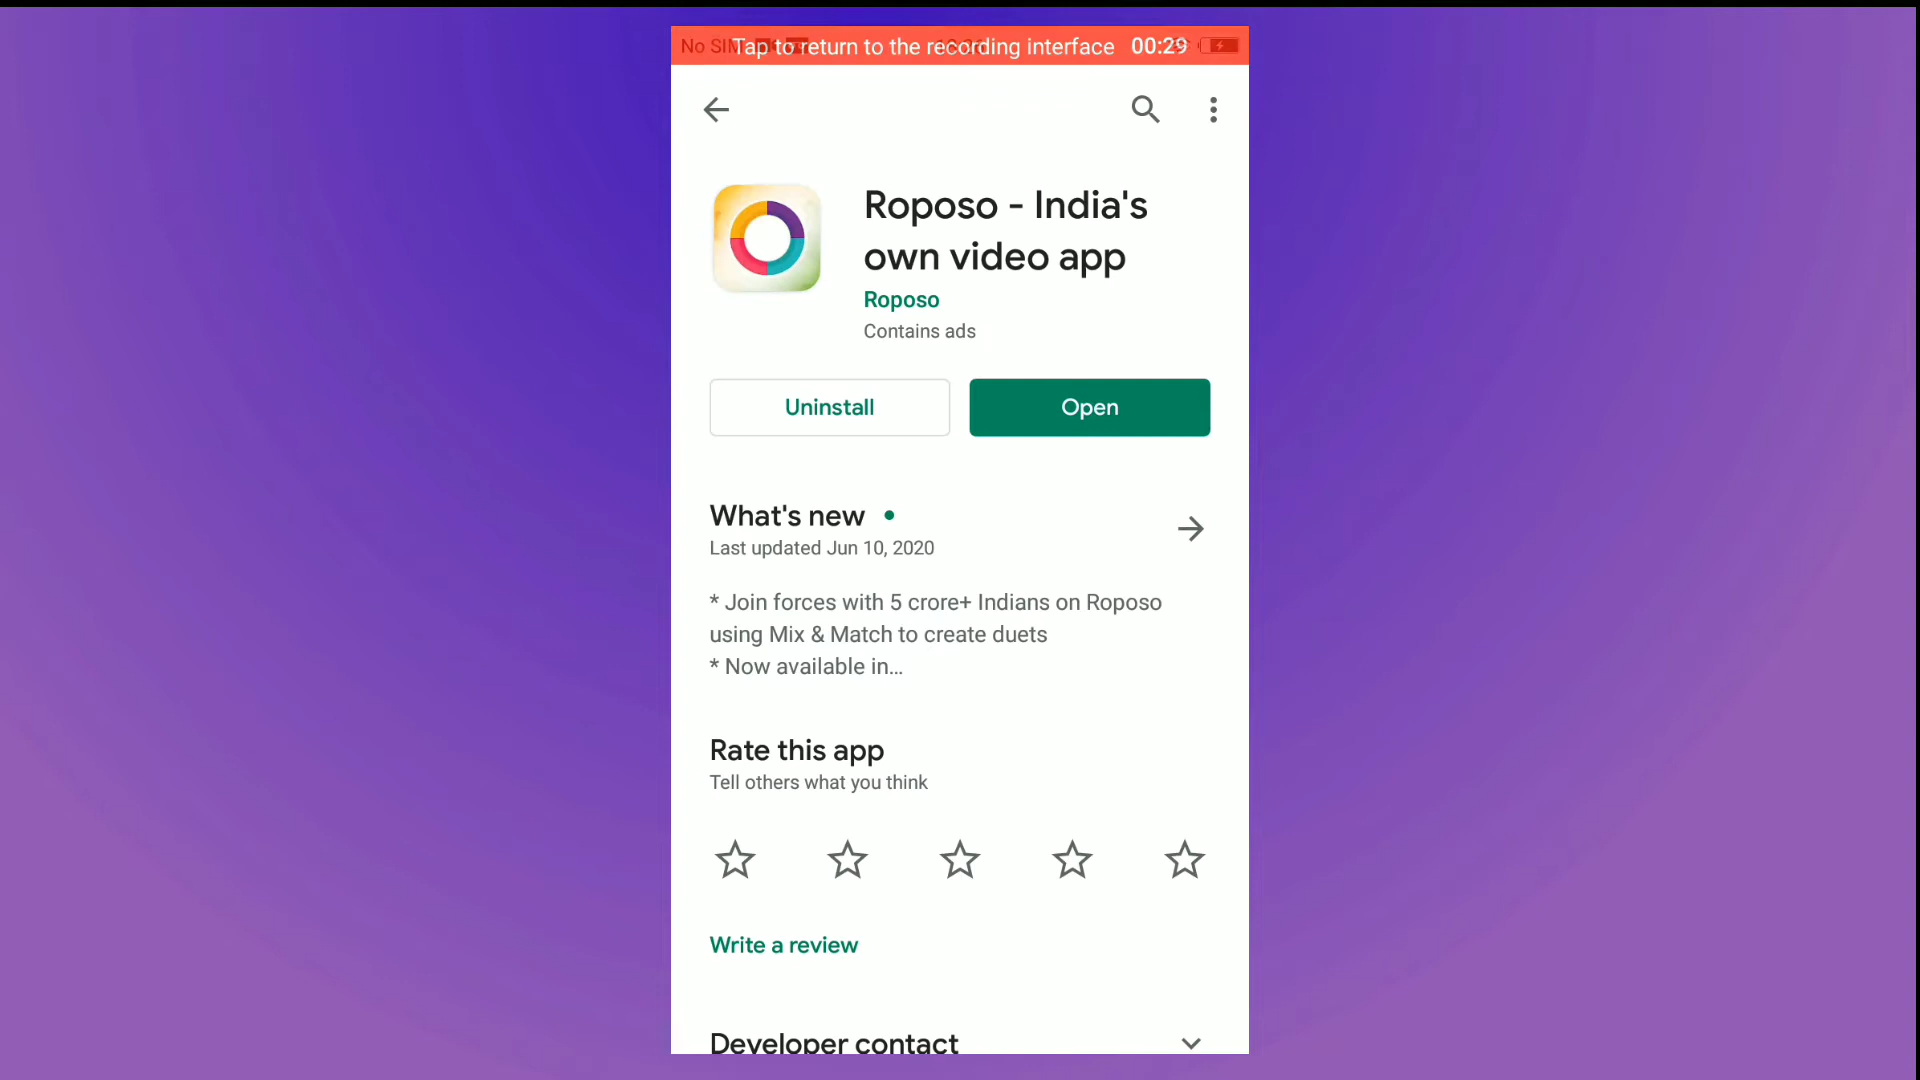 No SIM Tap to return to the recording interface 00:29
Roposo - India's
own video app
Roposo
Contains ads
Uninstall
Open
What's new
Last updated Jun 10, 2020
* Join forces with 5 crore+ Indians on Roposo
using Mix & Match to create duets
* Now available in...
Rate this app
Tell others what you think
Write a review
Developer contact